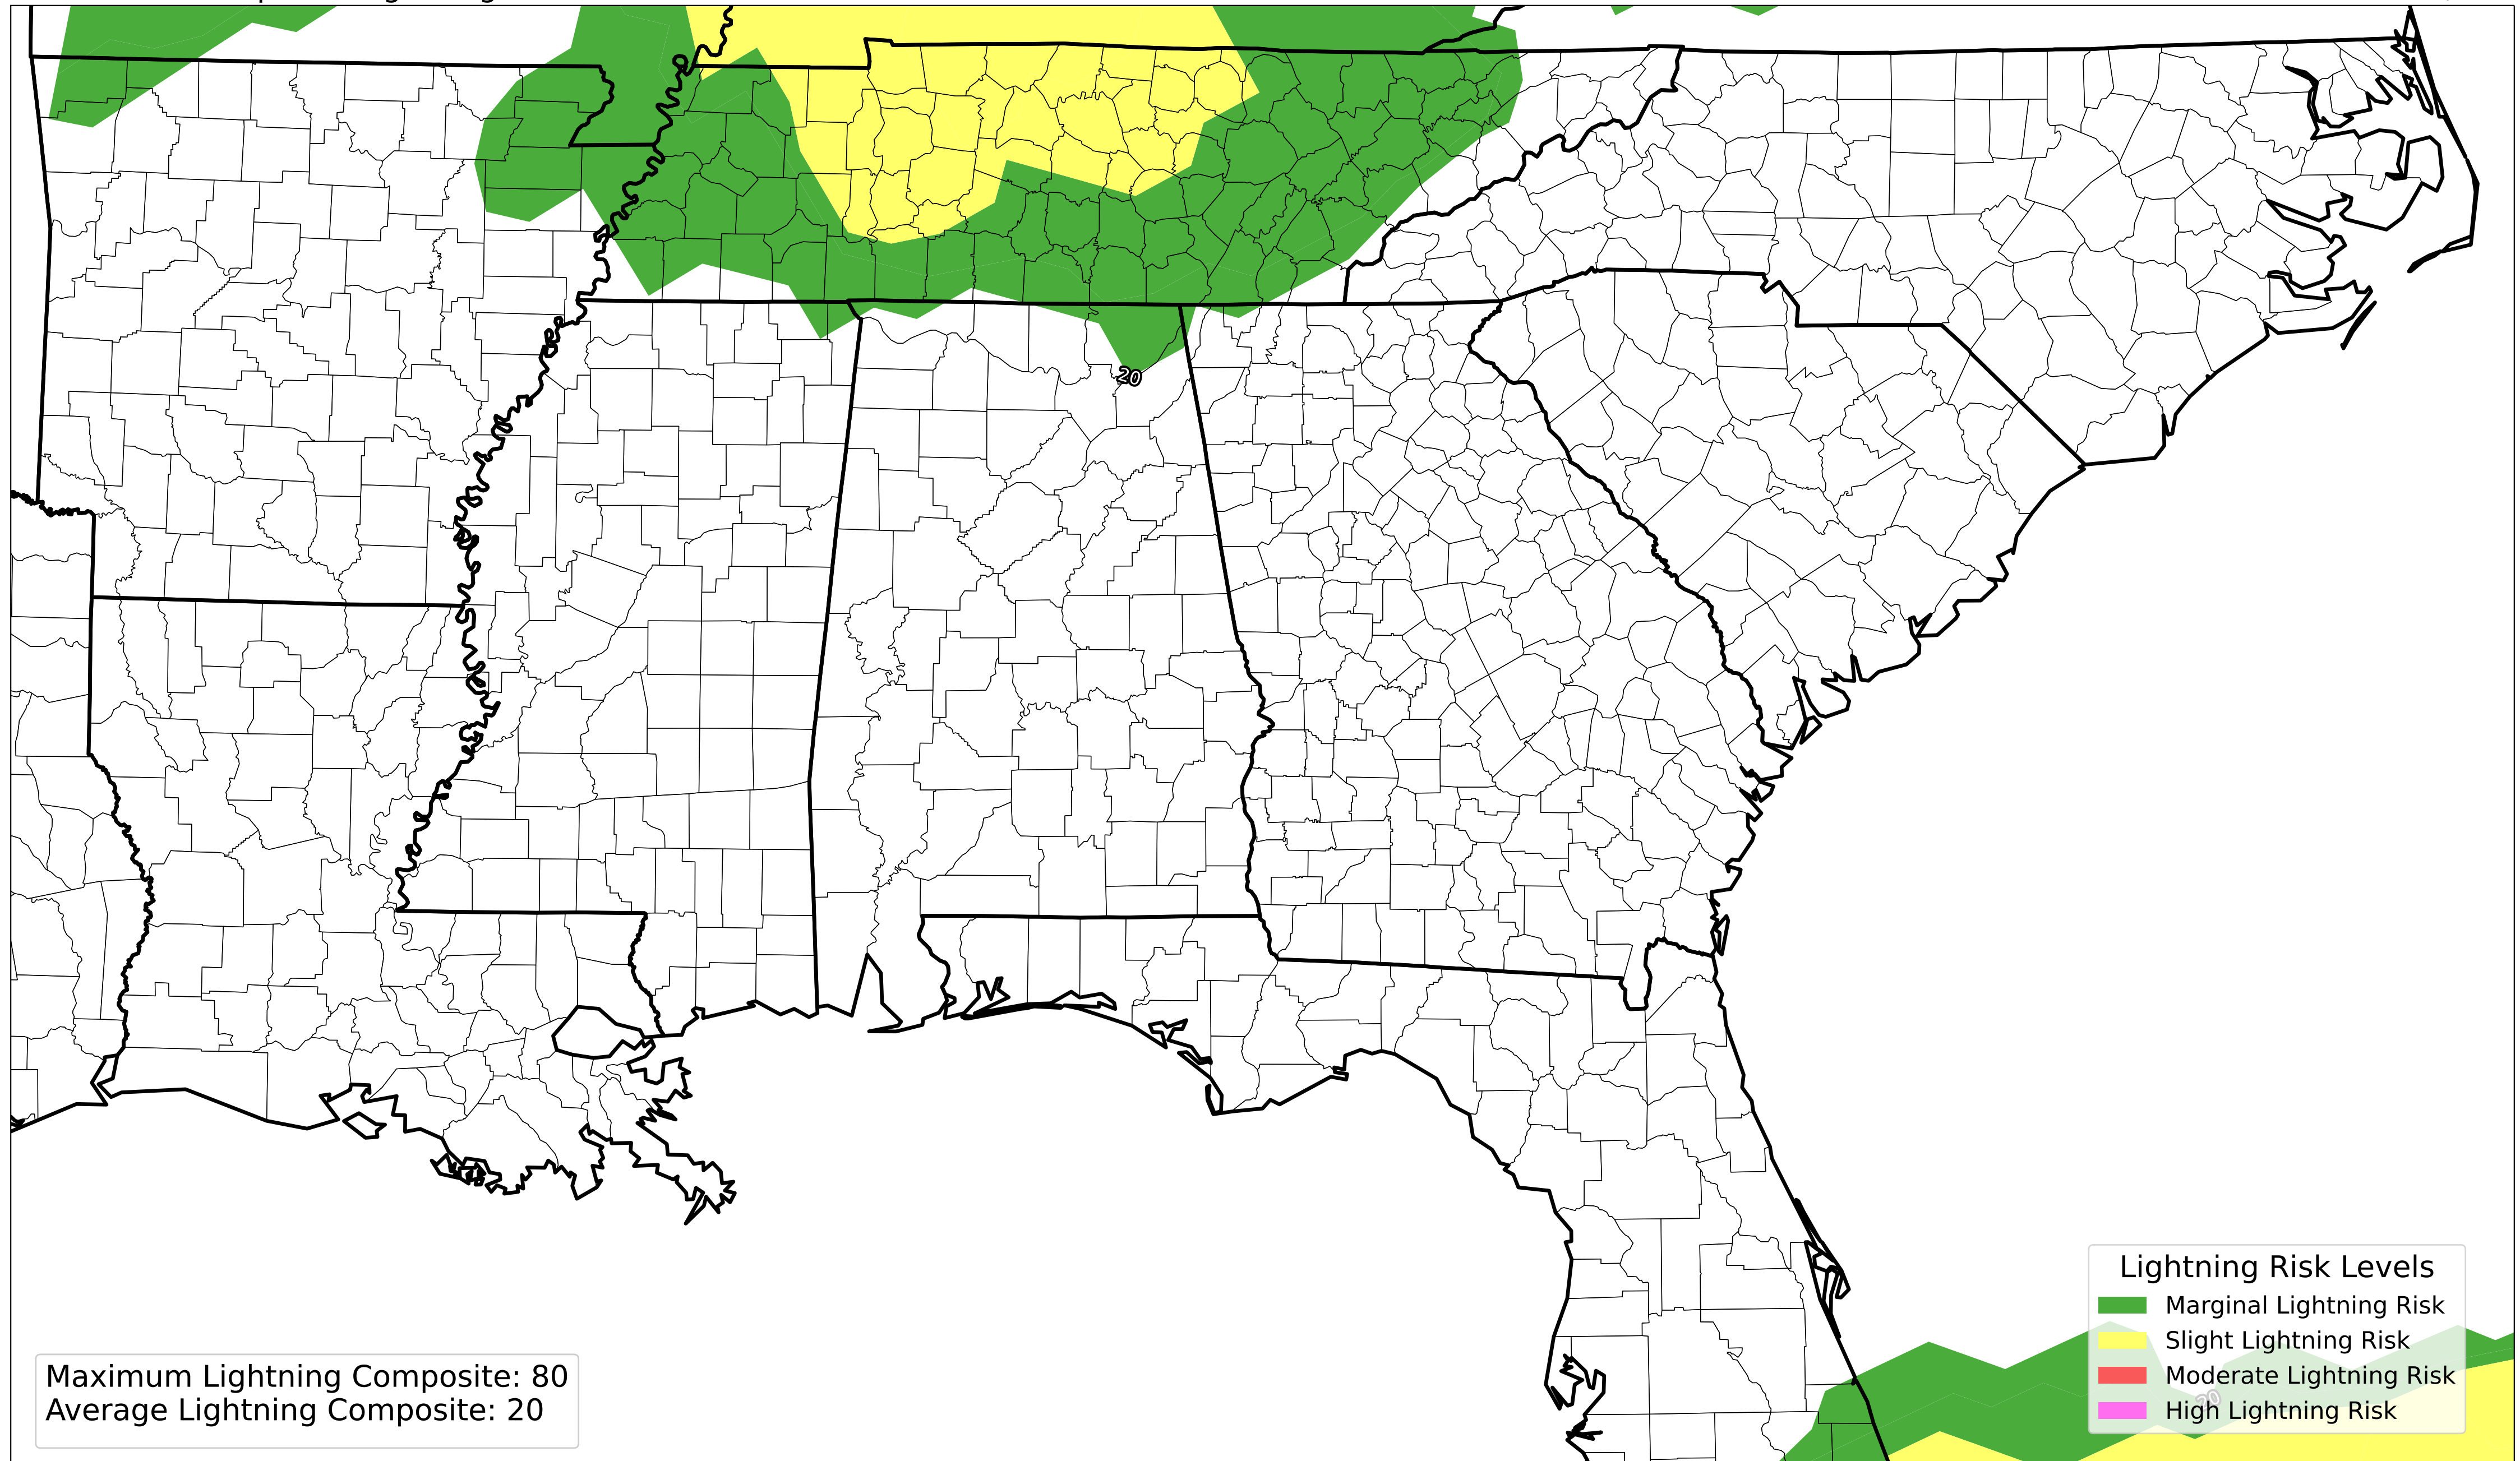 20
Lightning Risk Levels
Marginal Lightning Risk
Slight Lightning Risk
Moderate Lightning Risk
20
High Lightning Risk
Maximum Lightning Composite: 80
Average Lightning Composite: 20